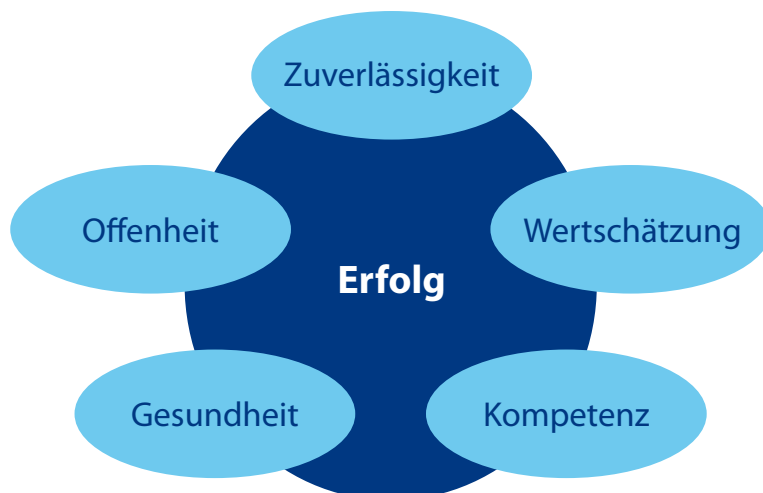 Zuverlässigkeit
Offenheit
Wertschätzung
Erfolg
Gesundheit
Kompetenz